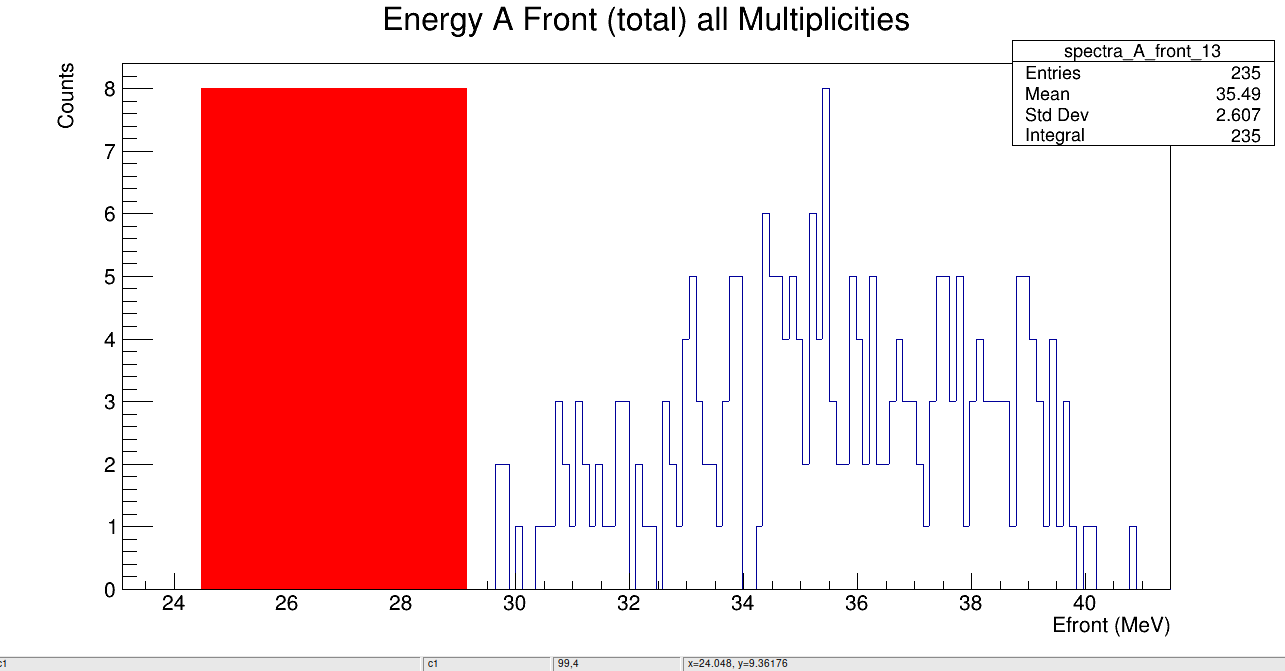 Energy A Front (total) all Multiplicities
spectra_A_front_13
Entries 235
Mean 35.49
Std Dev 2.607
Integral 235
Counts
8
7
6
5
4
3
2
1
0
24 26 28 30 32 34 36 38 40
Efront (MeV)
c1 c1 99,4 x=24.048, y=9.36176